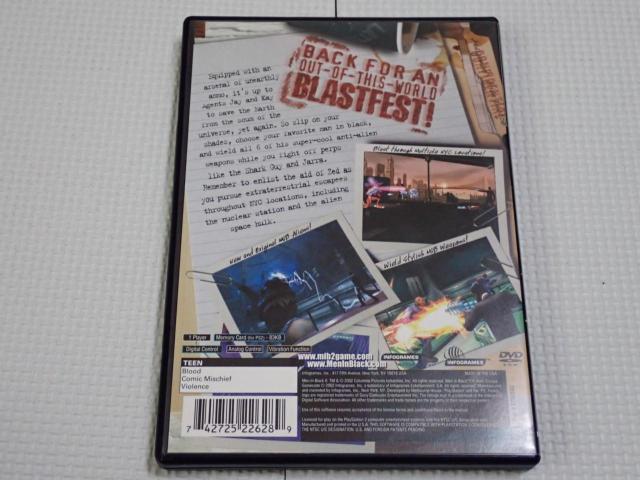 BACK FOR AN
OUT-OF-THIS-WORLD
BLASTFEST!
Equipped with an
arsenal of unearthly
ammo, it's up to
Agents Jay and Kay
to save the Earth
from the scum of the
universe, yet again. So slip on your
shades, choose your favorite man in black,
and wield all 6 of his super-cool anti-alien
weapons while you fight off perps
like the Shark Guy and Jarra.
Remember to enlist the aid of Zed as
you pursue extraterrestrial escapees
throughout NYC locations, including
the nuclear station and the alien
space hulk.
Blast through Multiple NYC Locations!
New and Original MIB Aliens!
Wield Stylish MIB Weapons!
1 Player
Memory Card (for PS2) - 83KB
Digital Control
Analog Control
Vibration Function
www.mib2game.com
www.MenInBlack.com
INFOGRAMES
INFOGRAMES
DVD
TEEN
Blood
Comic Mischief
Violence
7 42725 22628 9